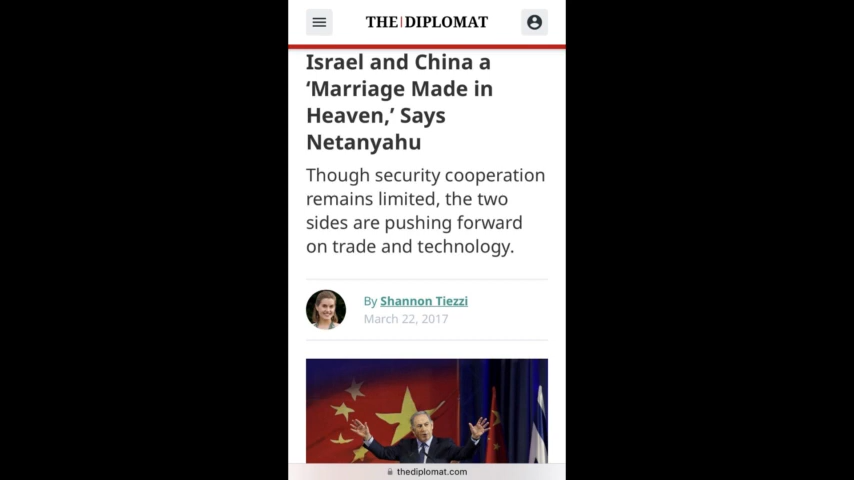 THE|DIPLOMAT
Israel and China a
‘Marriage Made in
Heaven,’ Says
Netanyahu
Though security cooperation
remains limited, the two
sides are pushing forward
on trade and technology.
By Shannon Tiezzi
March 22, 2017
thediplomat.com